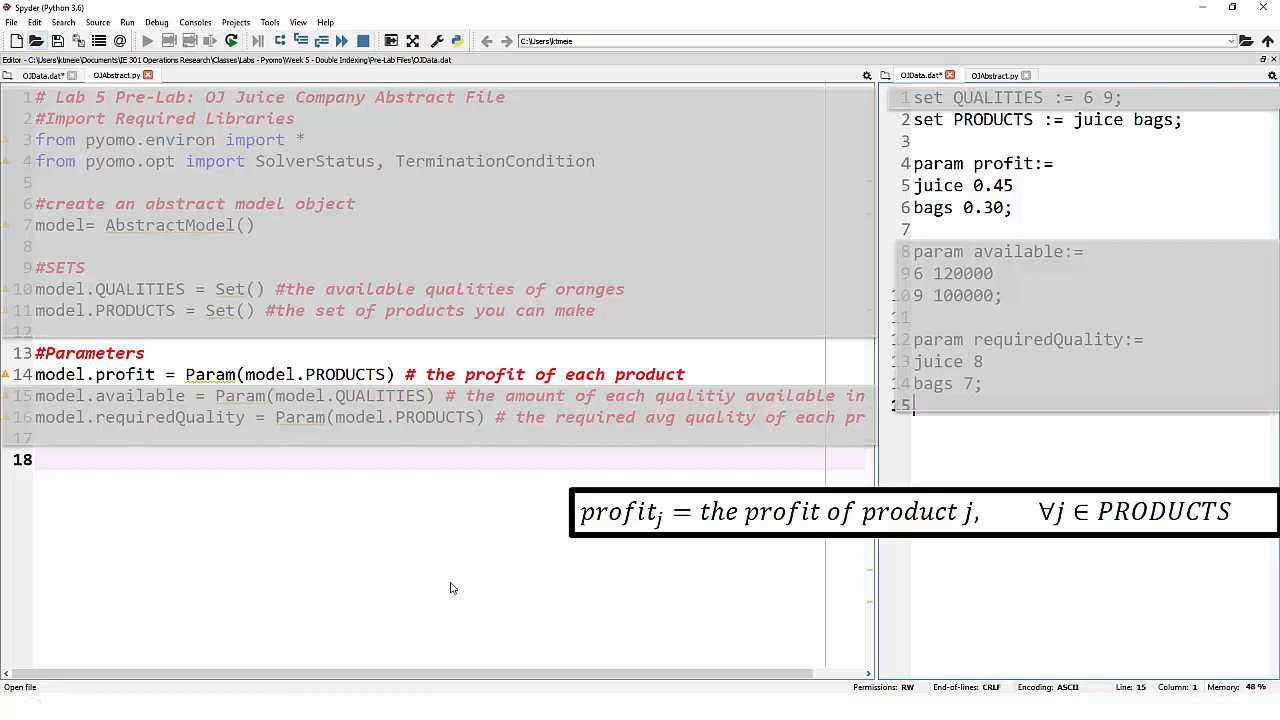 Spyder (Python 3.6)
File Edit Search Source Run Debug Consoles Projects Tools View Help
C:\Users\ktmeie
Editor - C:\Users\ktmeie\Documents\IE 301 Operations Research\Classes\Labs - Pyomo\Week 5 - Double Indexing\Pre-Lab Files\OJData.dat
OJData.dat* OJAbstract.py
1 # Lab 5 Pre-Lab: OJ Juice Company Abstract File
2 #Import Required Libraries
3 from pyomo.environ import *
4 from pyomo.opt import SolverStatus, TerminationCondition
5
6 #create an abstract model object
7 model= AbstractModel()
8
9 #SETS
10 model.QUALITIES = Set() #the available qualities of oranges
11 model.PRODUCTS = Set() #the set of products you can make
12
13 #Parameters
14 model.profit = Param(model.PRODUCTS) # the profit of each product
15 model.available = Param(model.QUALITIES) # the amount of each qualitiy available in
16 model.requiredQuality = Param(model.PRODUCTS) # the required avg quality of each pr
17
18
OJData.dat* OJAbstract.py
1 set QUALITIES := 6 9;
2 set PRODUCTS := juice bags;
3
4 param profit:=
5 juice 0.45
6 bags 0.30;
7
8 param available:=
9 6 120000
10 9 100000;
11
12 param requiredQuality:=
13 juice 8
14 bags 7;
15
profit_j = the profit of product j, ∀j ∈ PRODUCTS
Open file Permissions: RW End-of-lines: CRLF Encoding: ASCII Line: 15 Column: 1 Memory: 48 %